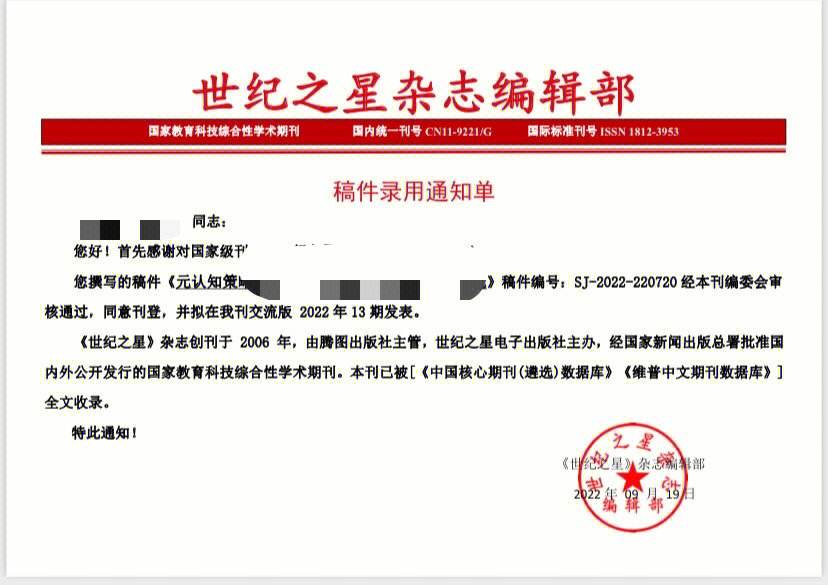 世纪之星杂志编辑部
国家教育科技综合性学术期刊 国内统一刊号 CN11-9221/G 国际标准刊号 ISSN 1812-3953
稿件录用通知单
同志：
您好！首先感谢对国家级刊
您撰写的稿件《元认知策 》稿件编号：SJ-2022-220720 经本刊编委会审
核通过，同意刊登，并拟在我刊交流版 2022 年 13 期发表。
《世纪之星》杂志创刊于 2006 年，由腾图出版社主管，世纪之星电子出版社主办，经国家新闻出版总署批准国
内外公开发行的国家教育科技综合性学术期刊。本刊已被[《中国核心期刊(遴选)数据库》《维普中文期刊数据库》]
全文收录。
特此通知！
《世纪之星》杂志编辑部
2022 年 09 月 19 日
世纪之星杂志
编辑部